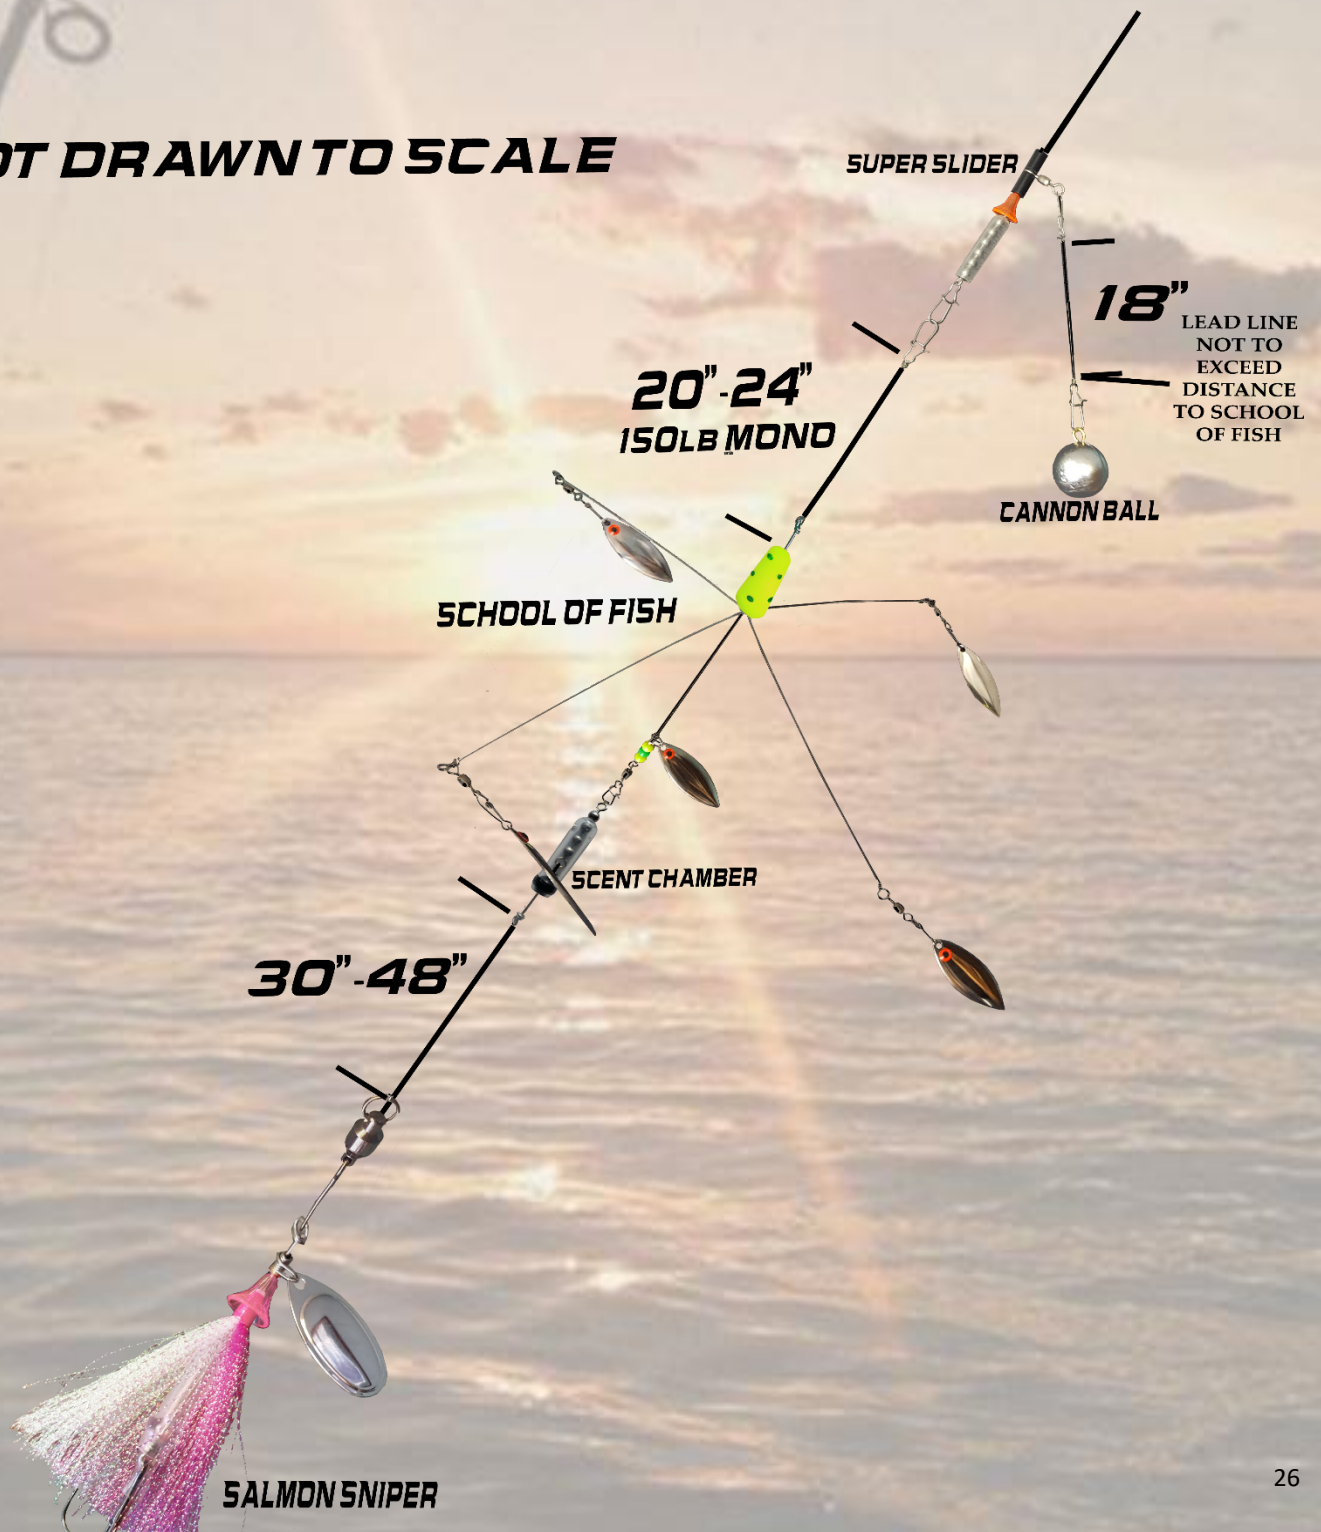 OT DRAWN TO SCALE
SUPER SLIDER
18”
LEAD LINE
NOT TO
EXCEED
DISTANCE
TO SCHOOL
OF FISH
20”-24”
150LB MONO
CANNON BALL
SCHOOL OF FISH
SCENT CHAMBER
30”-48”
SALMON SNIPER
26